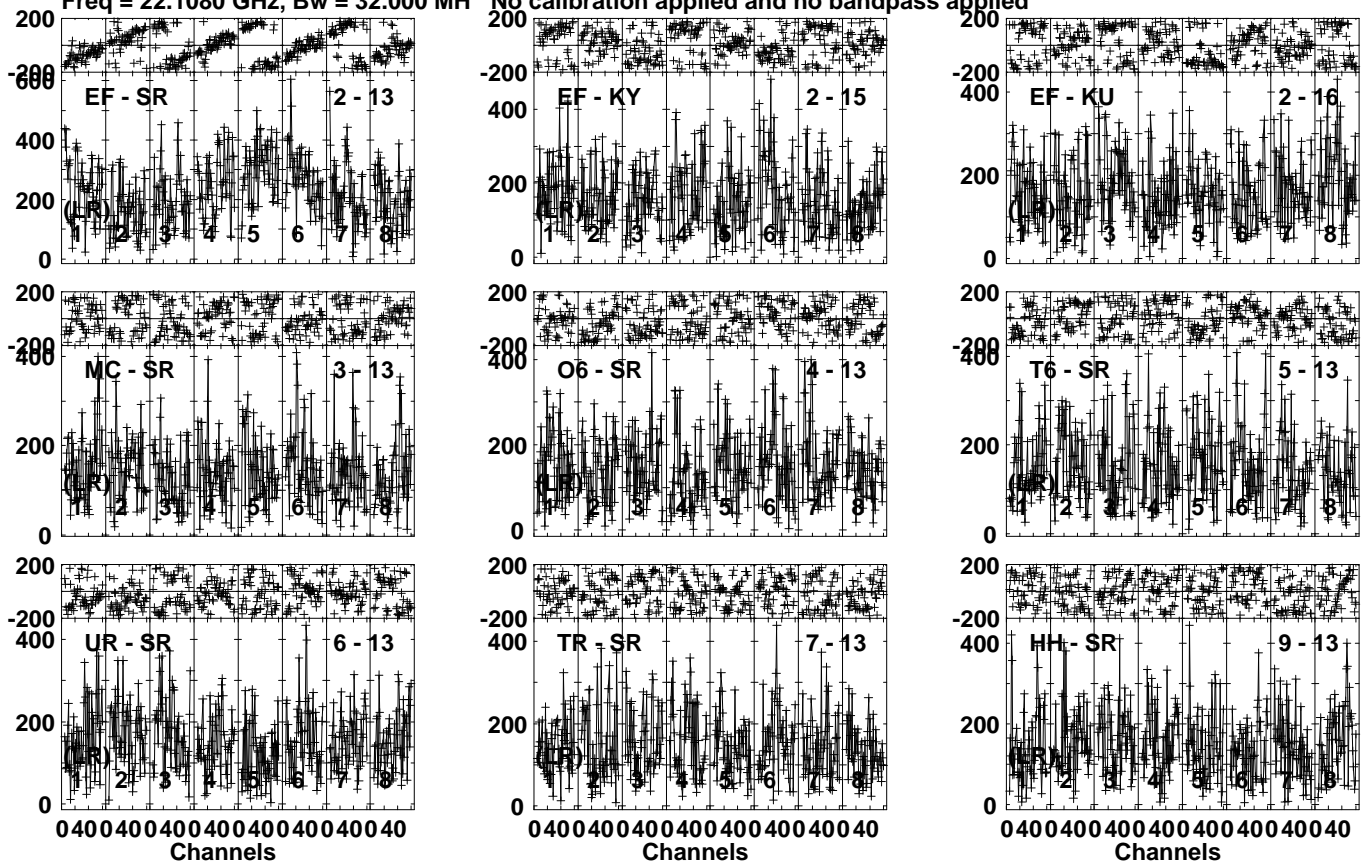 Freq = 22.1080 GHz, Bw = 32.000 MH No calibration applied and no bandpass applied
200 200 200
-200 -200 -200
600 400 400
EF - SR 2 - 13 EF - KY 2 - 15 EF - KU 2 - 16
400 200 200
200
(LR) (LR) (LR)
1 2 3 4 5 6 7 8 1 2 3 4 5 6 7 8 1 2 3 4 5 6 7 8
0 0 0
200 200 200
-200 -200 -200
400 400 400
MC - SR 3 - 13 O6 - SR 4 - 13 T6 - SR 5 - 13
200 200 200
(LR) (LR) (LR)
1 2 3 4 5 6 7 8 1 2 3 4 5 6 7 8 1 2 3 4 5 6 7 8
0 0 0
200 200 200
-200 -200 -200
400 400 400
UR - SR 6 - 13 TR - SR 7 - 13 HH - SR 9 - 13
200 200 200
(LR) (LR) (LR)
1 2 3 4 5 6 7 8 1 2 3 4 5 6 7 8 1 2 3 4 5 6 7 8
0 0 0
0 40 0 40 0 40 0 40 0 40 0 40 0 40 0 40 0 40 0 40 0 40 0 40 0 40 0 40 0 40 0 40 0 40 0 40 0 40 0 40 0 40 0 40 0 40 0 40
Channels Channels Channels